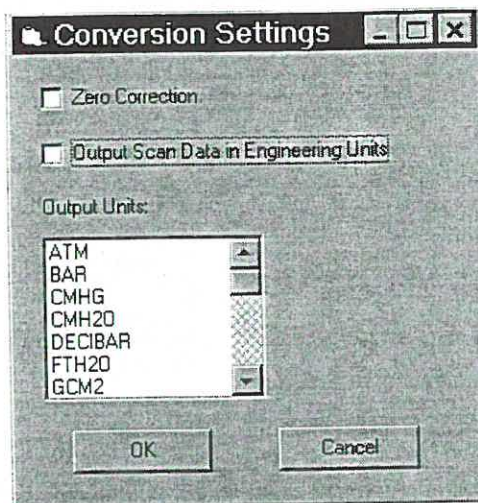 Conversion Settings
Zero Correction
Output Scan Data in Engineering Units
Output Units:
ATM
BAR
CMHG
CMH2O
DECIBAR
FTH2O
GCM2
OK
Cancel